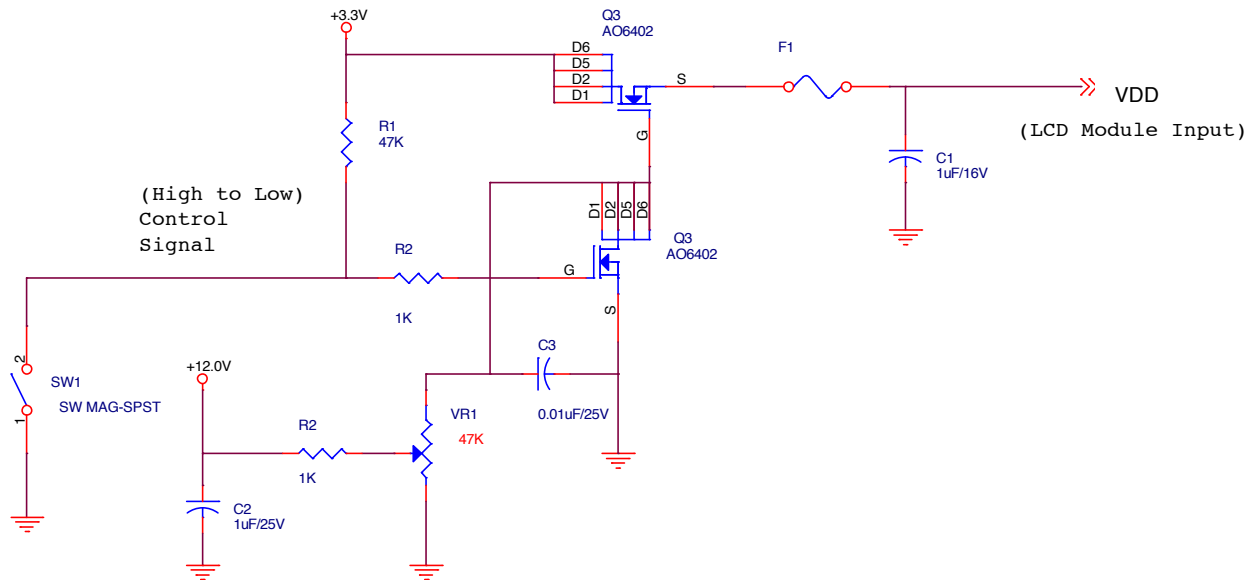 +3.3V
Q3
AO6402
D6
D5
D2
D1
S
G
F1
VDD
(LCD Module Input)
R1
47K
C1
1uF/16V
(High to Low)
Control
Signal
D1
D2
D5
D6
Q3
AO6402
R2
1K
G
S
2
1
SW1
SW MAG-SPST
+12.0V
C3
0.01uF/25V
VR1
47K
R2
1K
C2
1uF/25V